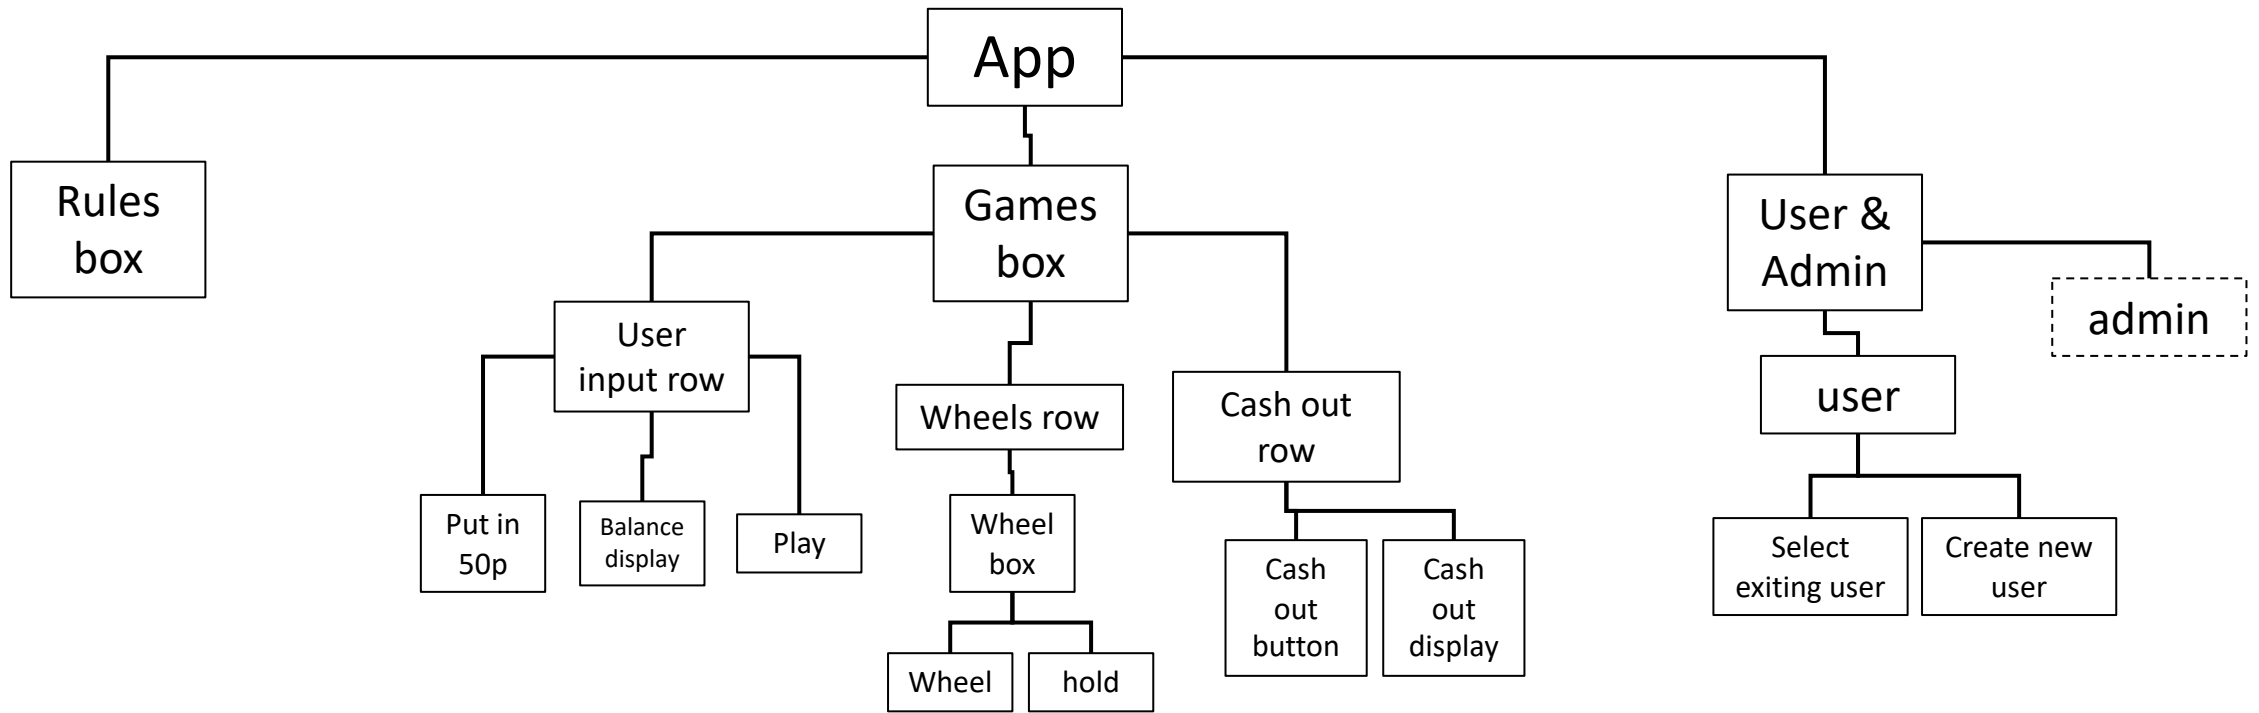 App
Rules
box
Games
box
User &
Admin
admin
User
input row
Wheels row
Cash out
row
user
Put in
50p
Balance
display
Play
Wheel
box
Cash
out
button
Cash
out
display
Select
exiting user
Create new
user
Wheel
hold